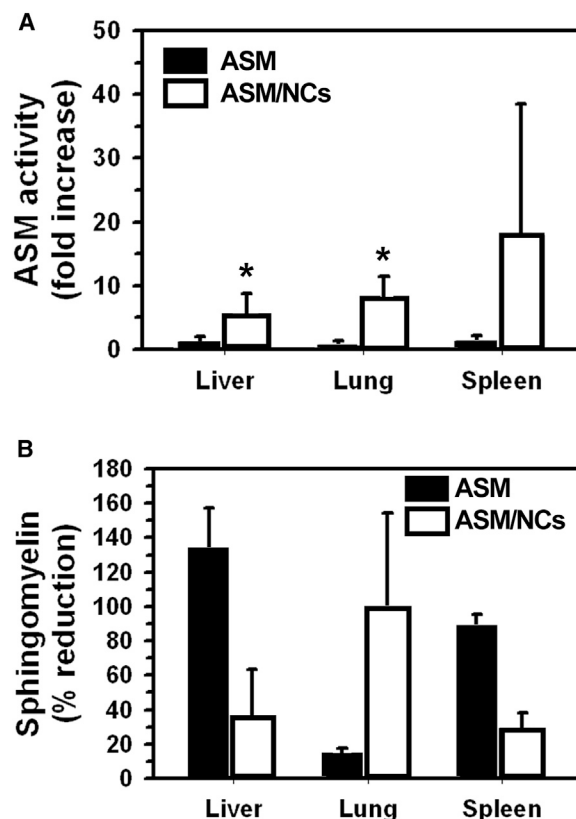 A
ASM activity
(fold increase)
50
40
30
20
10
0
ASM
ASM/NCs
*
*
Liver Lung Spleen
B
Sphingomyelin
(% reduction)
180
160
140
120
100
80
60
40
20
0
ASM
ASM/NCs
Liver Lung Spleen